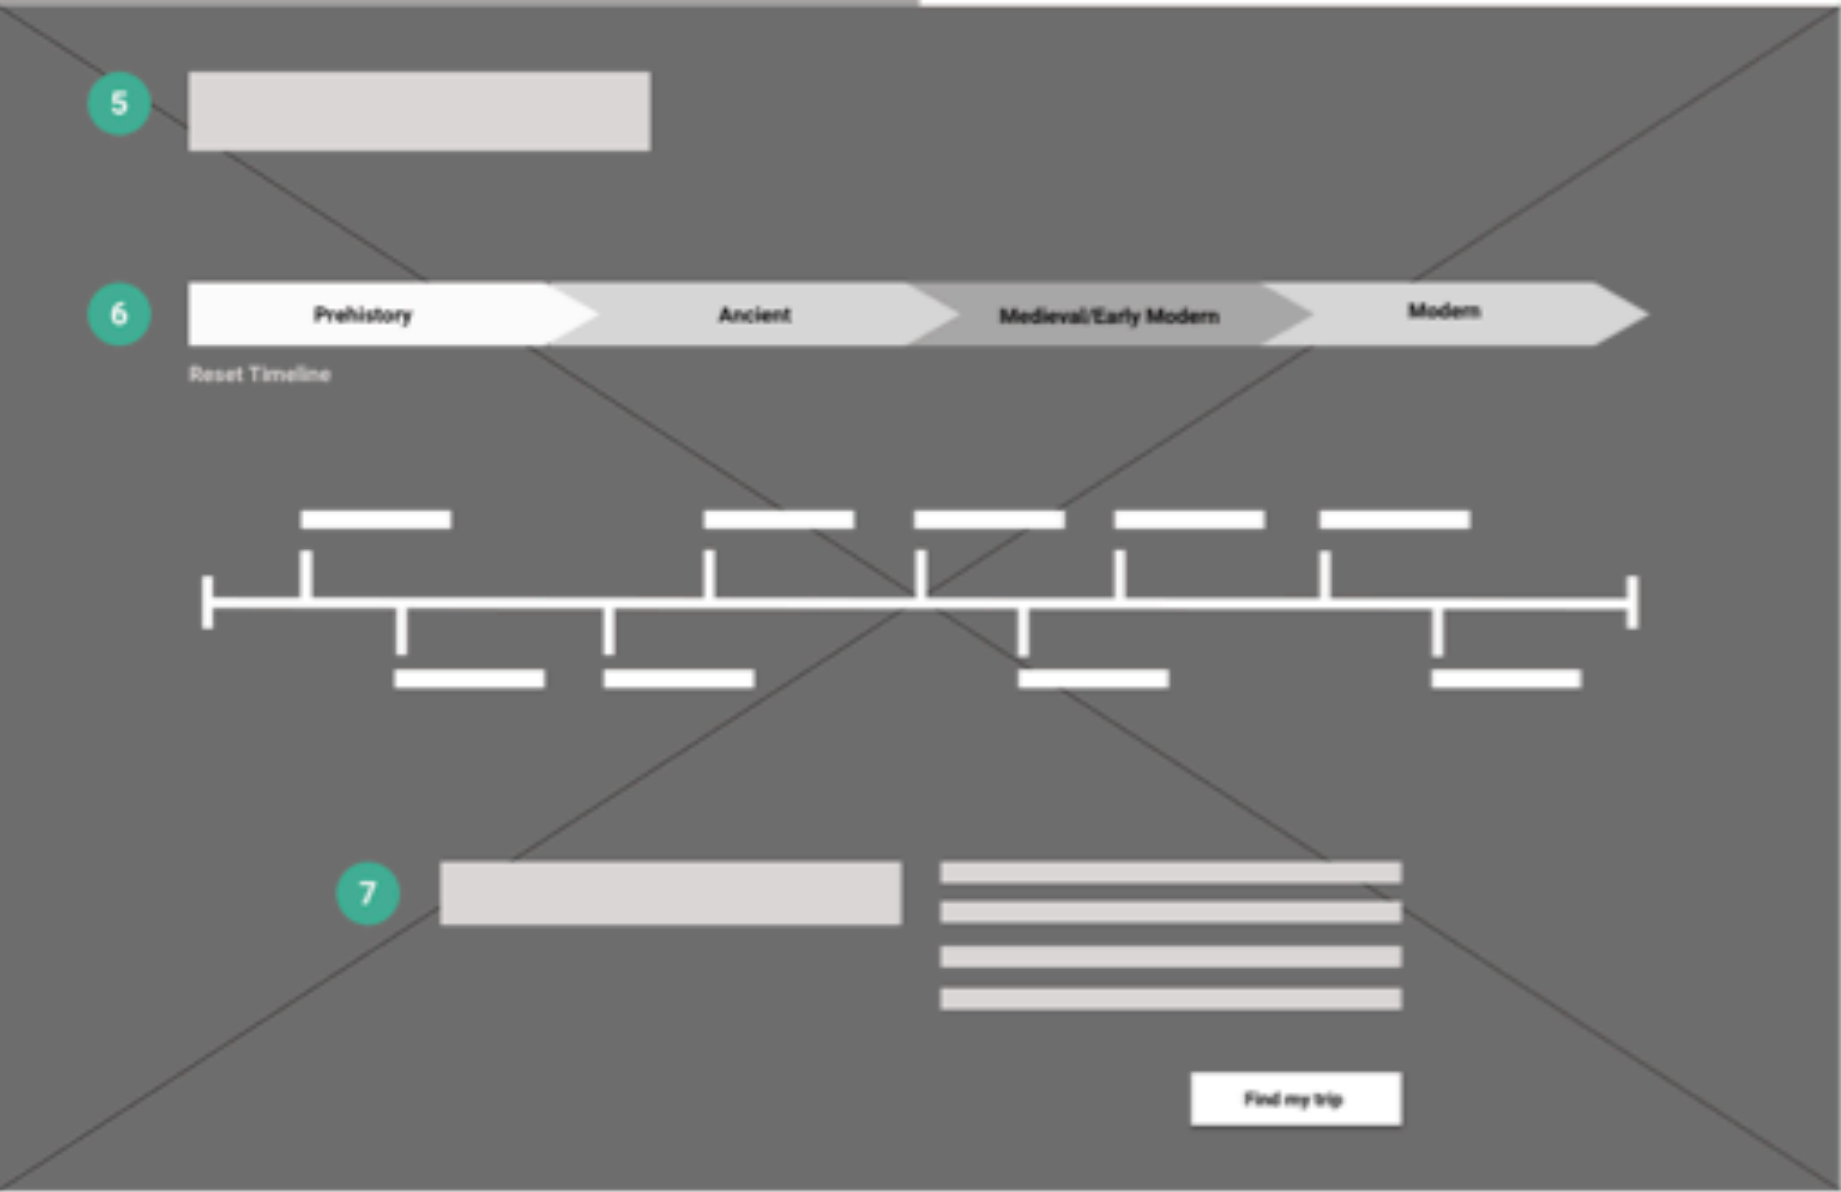 5
6
Prehistory
Ancient
Medieval/Early Modern
Modern
Reset Timeline
7
Find my trip